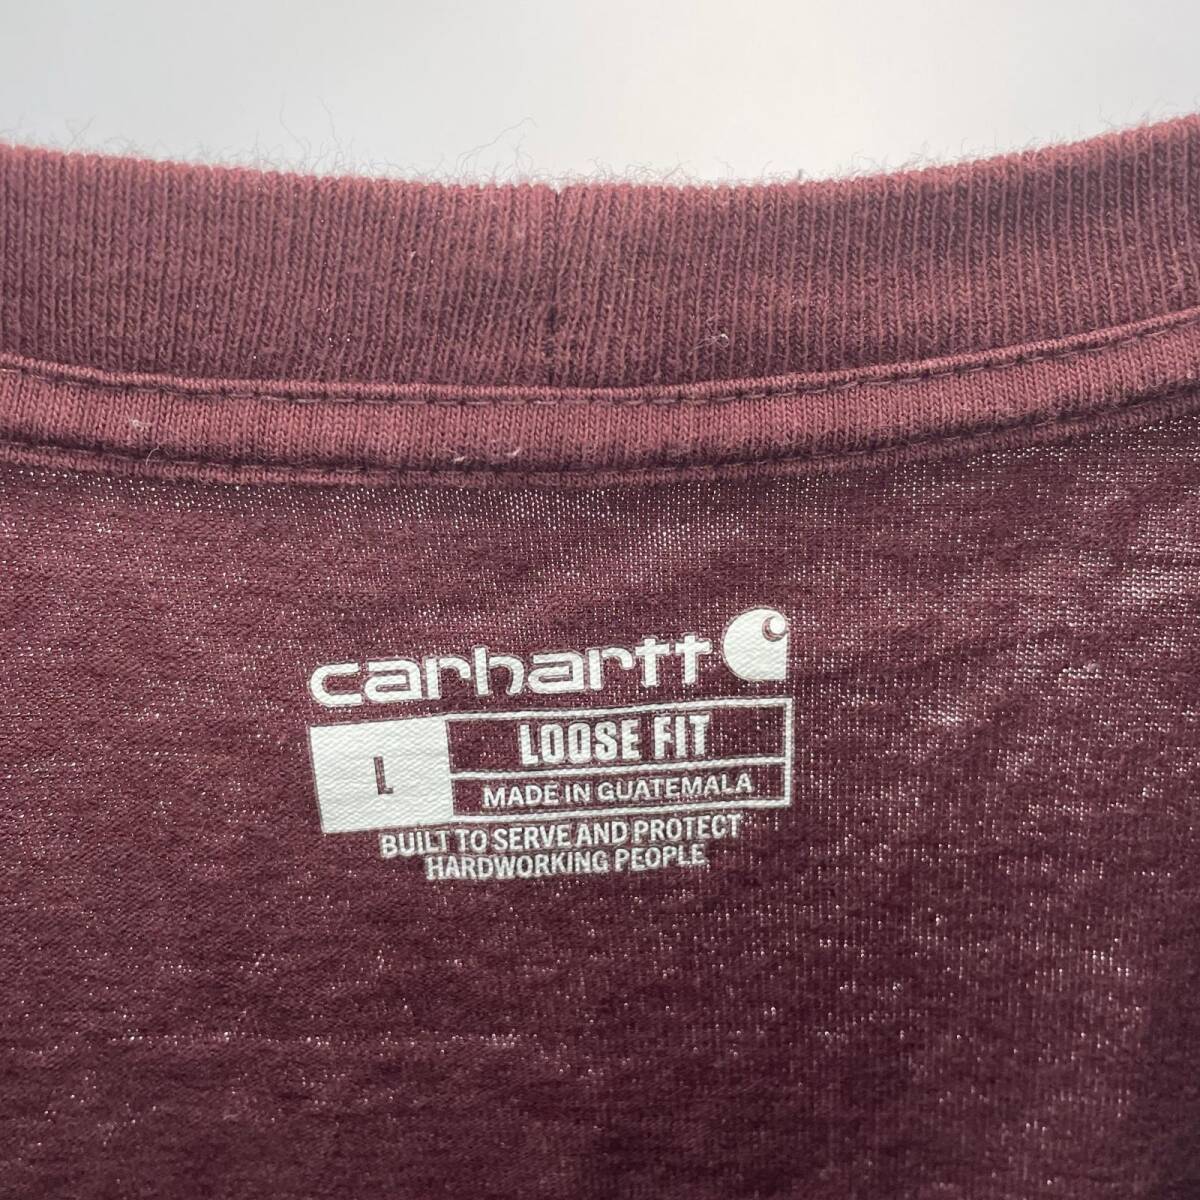 carhartt
L
LOOSE FIT
MADE IN GUATEMALA
BUILT TO SERVE AND PROTECT
HARDWORKING PEOPLE